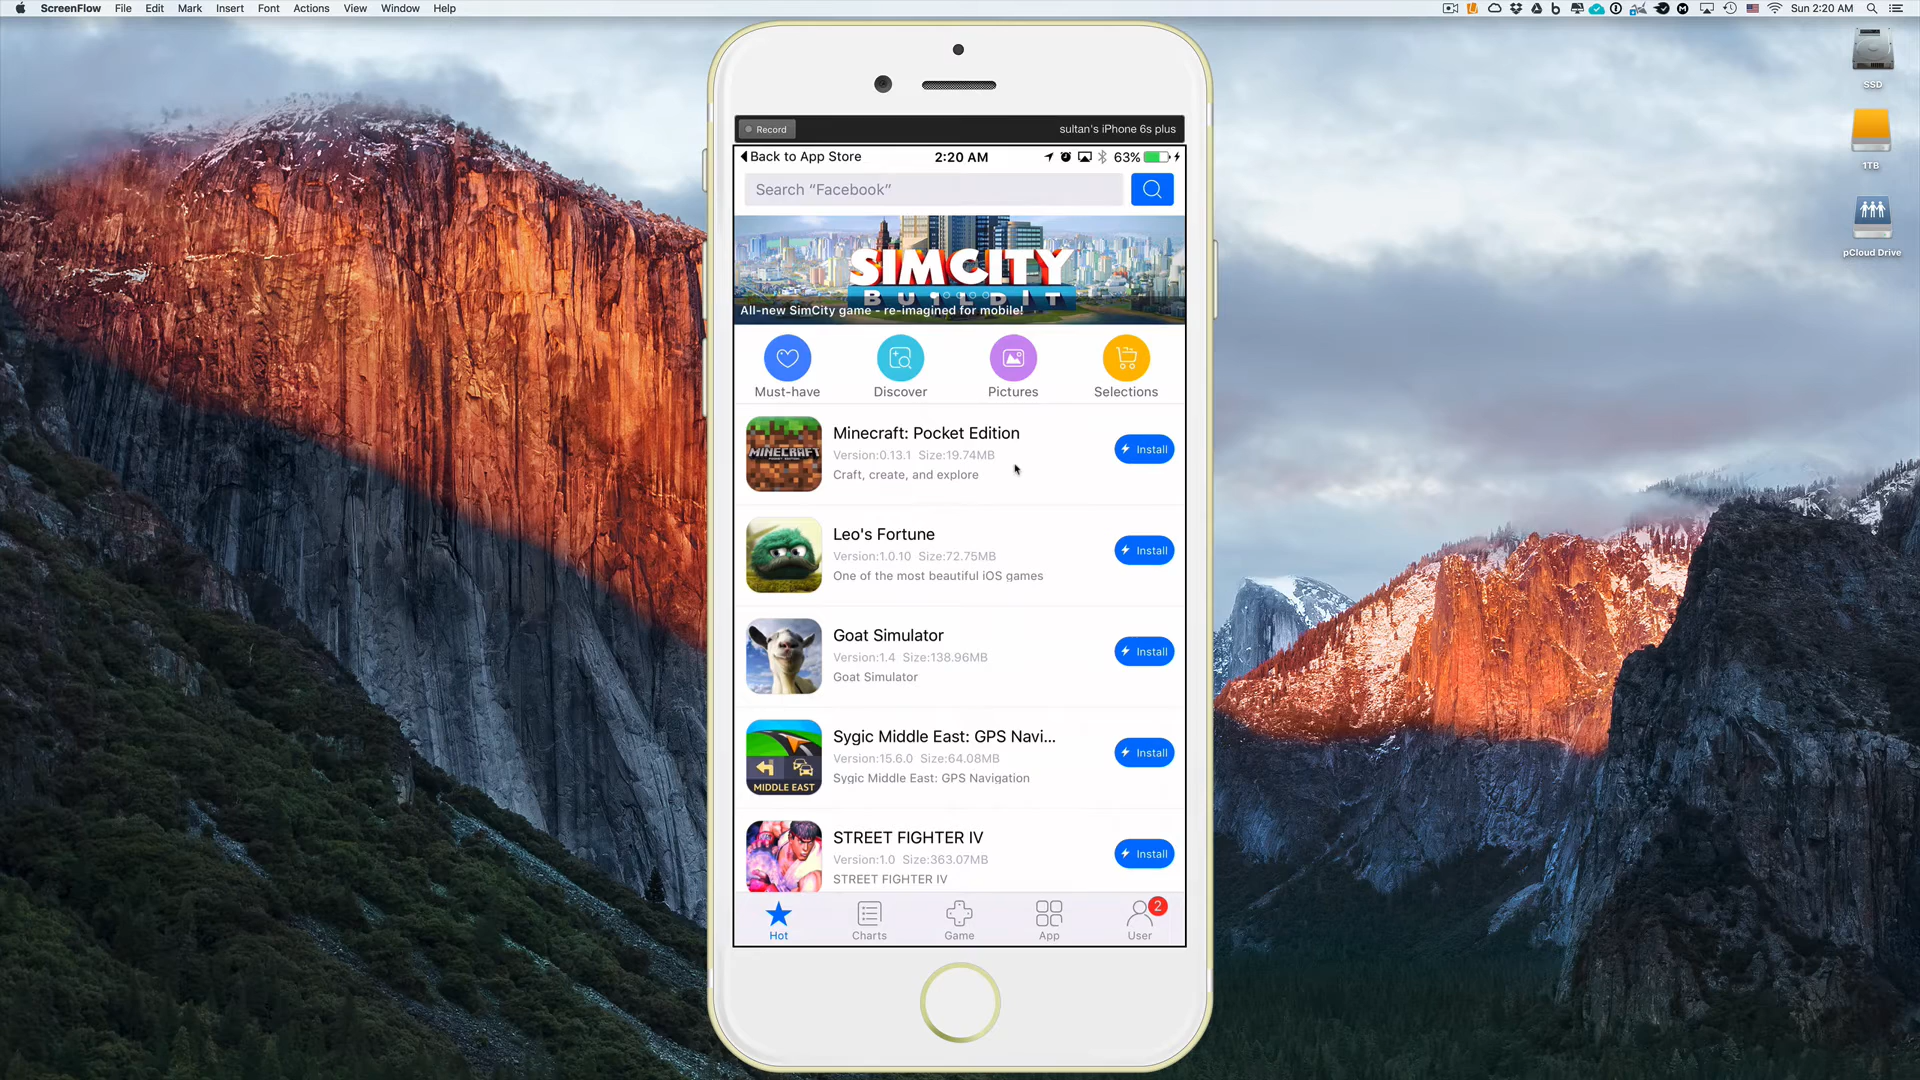 ScreenFlow File Edit Mark Insert Font Actions View Window Help
Sun 2:20 AM
SSD
1TB
pCloud Drive
Record
sultan's iPhone 6s plus
Back to App Store 2:20 AM 63%
Search “Facebook”
SIMCITY
BUILDIT
All-new SimCity game - re-imagined for mobile!
Must-have Discover Pictures Selections
MINECRAFT
Minecraft: Pocket Edition
Version:0.13.1 Size:19.74MB
Craft, create, and explore
Install
Leo's Fortune
Version:1.0.10 Size:72.75MB
One of the most beautiful iOS games
Install
Goat Simulator
Version:1.4 Size:138.96MB
Goat Simulator
Install
MIDDLE EAST
Sygic Middle East: GPS Navi...
Version:15.6.0 Size:64.08MB
Sygic Middle East: GPS Navigation
Install
STREET FIGHTER IV
Version:1.0 Size:363.07MB
STREET FIGHTER IV
Install
2
Hot Charts Game App User